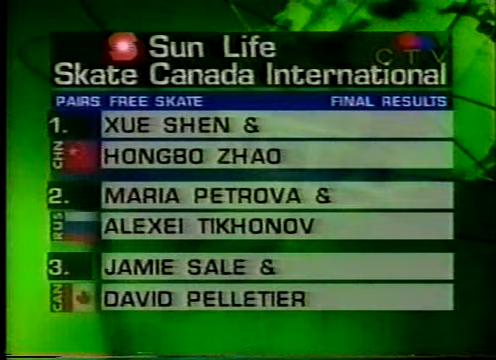 Sun Life
CTV
Skate Canada International
PAIRS FREE SKATE FINAL RESULTS
1. XUE SHEN &
CHN HONGBO ZHAO
2. MARIA PETROVA &
RUS ALEXEI TIKHONOV
3. JAMIE SALE &
CAN DAVID PELLETIER